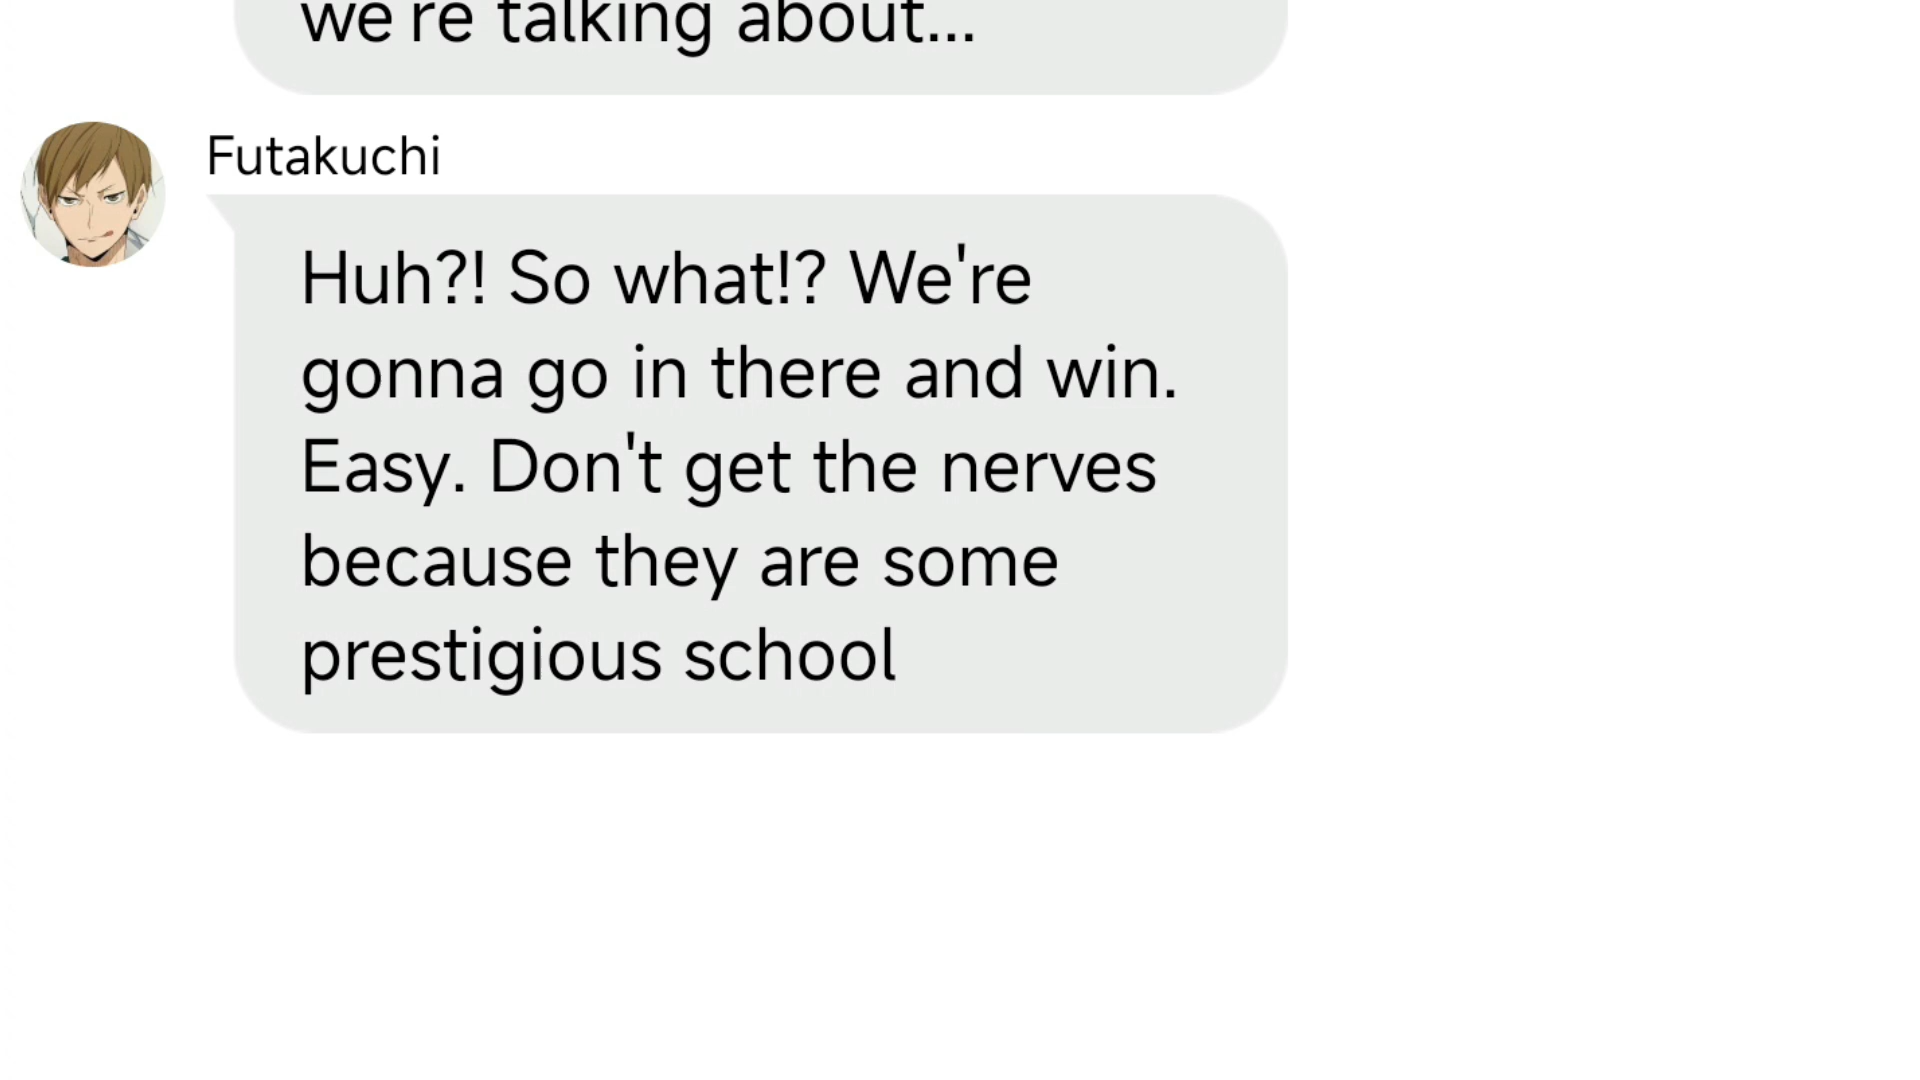 we're talking about...
Futakuchi
Huh?! So what!? We're
gonna go in there and win.
Easy. Don't get the nerves
because they are some
prestigious school